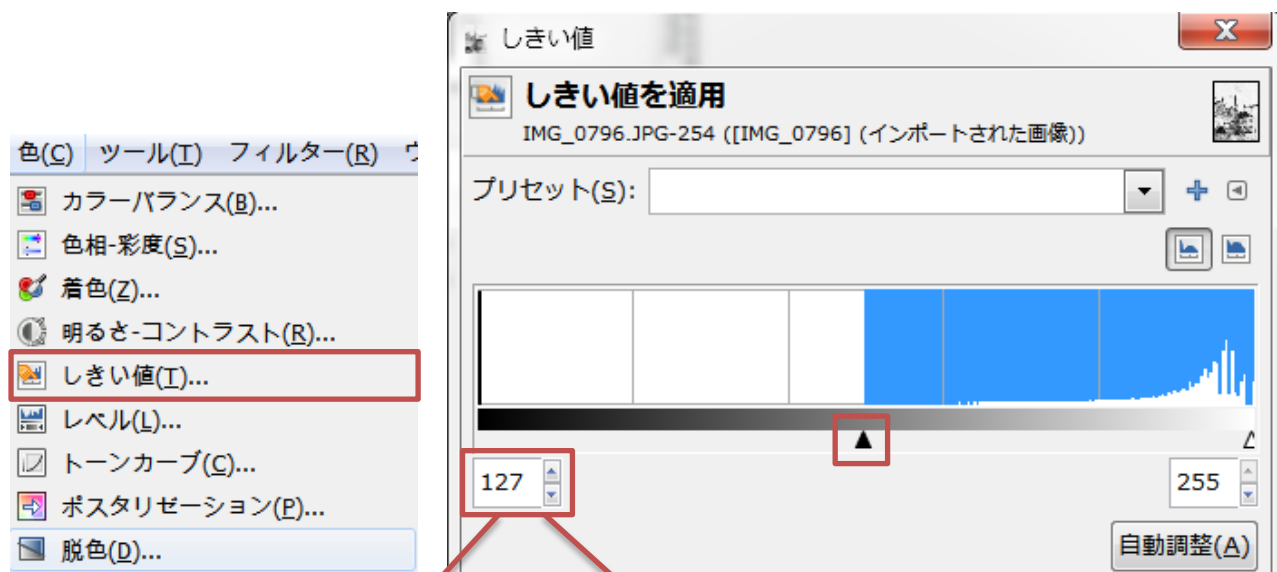 色(C) ツール(T) フィルター(R)
カラーバランス(B)...
色相-彩度(S)...
着色(Z)...
明るさ-コントラスト(R)...
しきい値(T)...
レベル(L)...
トーンカーブ(C)...
ポスタリゼーション(P)...
脱色(D)...
しきい値
しきい値を適用
IMG_0796.JPG-254 ([IMG_0796] (インポートされた画像))
プリセット(S):
127
255
自動調整(A)